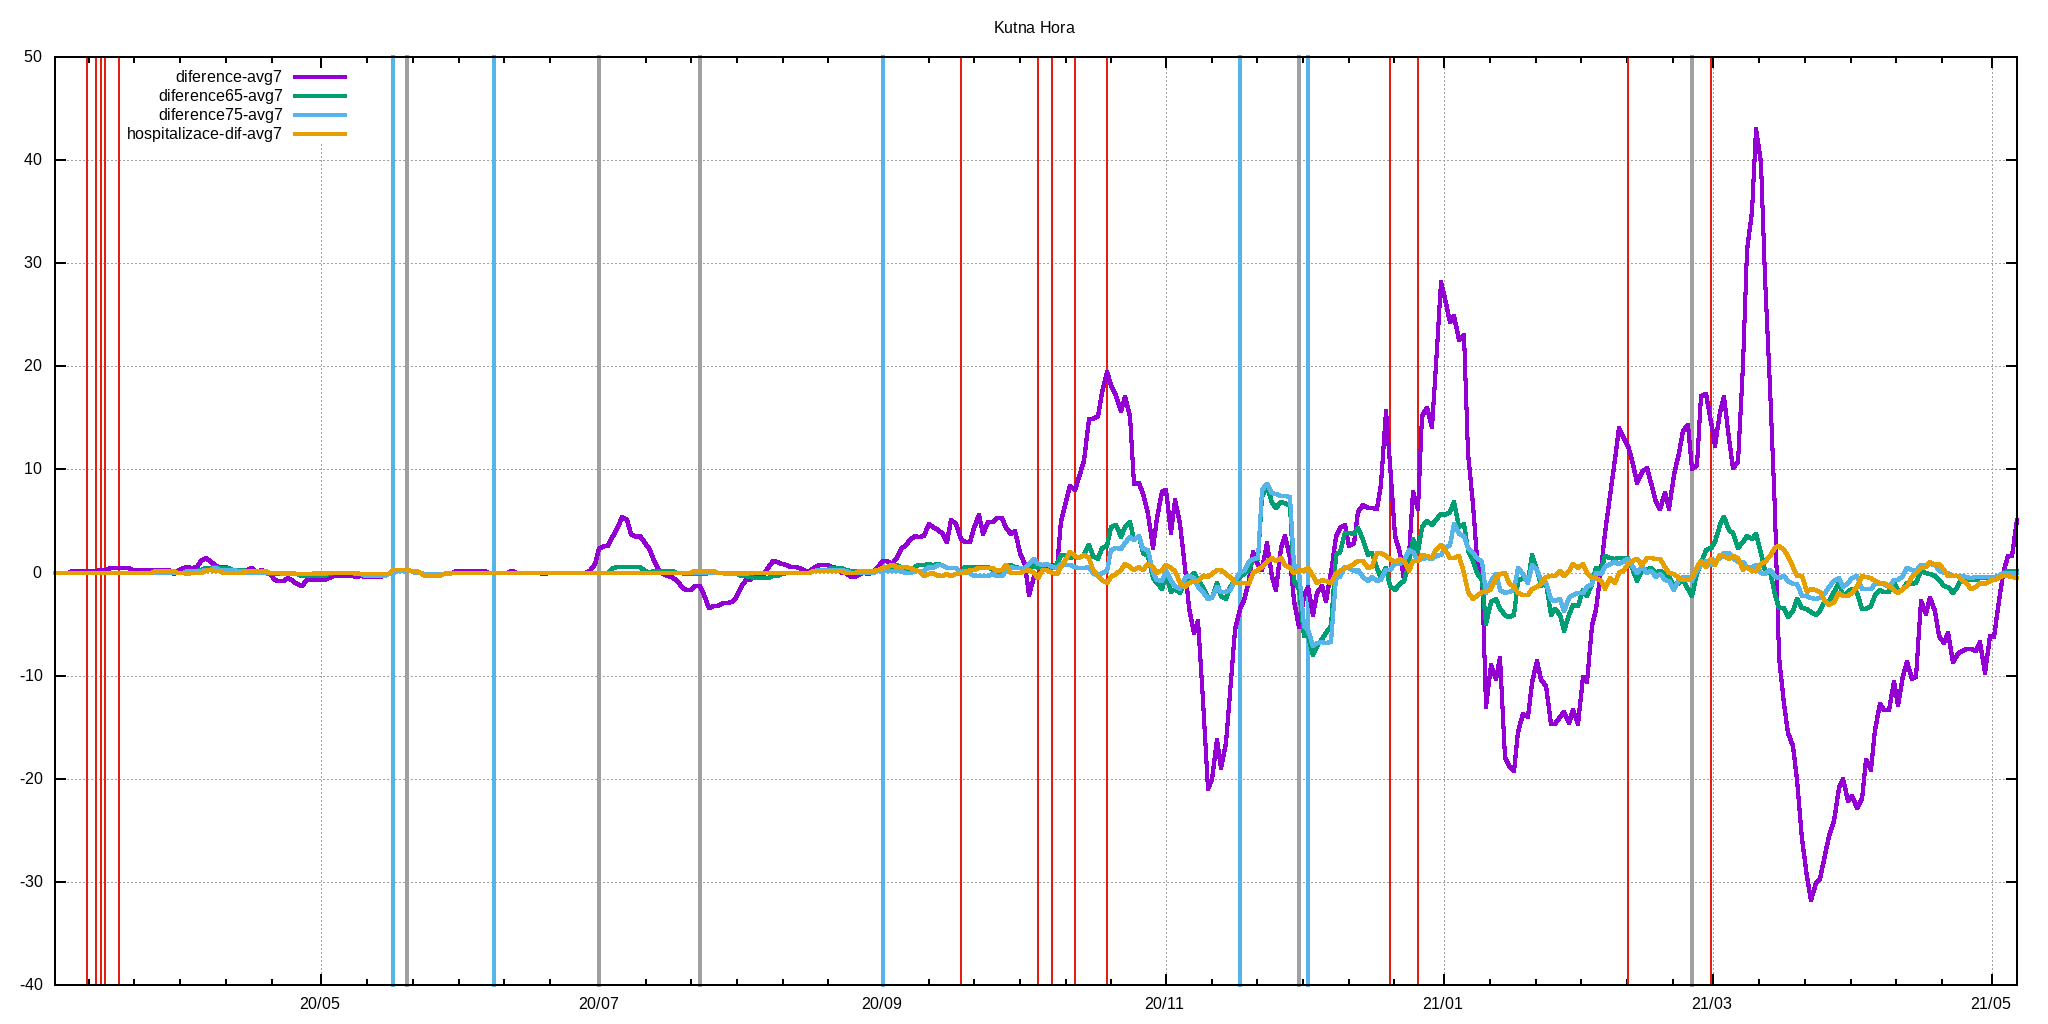 Kutna Hora
50
40
30
20
10
0
-10
-20
-30
-40
diference-avg7
diference65-avg7
diference75-avg7
hospitalizace-dif-avg7
20/05 20/07 20/09 20/11 21/01 21/03 21/05